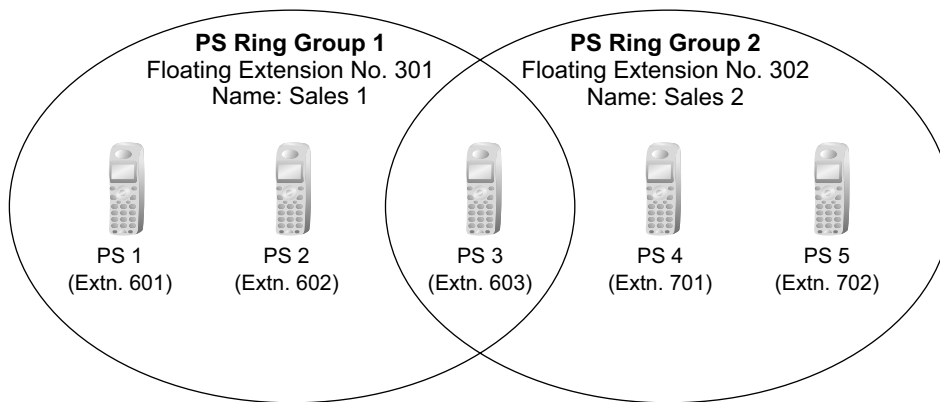 PS Ring Group 1
Floating Extension No. 301
Name: Sales 1
PS Ring Group 2
Floating Extension No. 302
Name: Sales 2
PS 1
(Extn. 601)
PS 2
(Extn. 602)
PS 3
(Extn. 603)
PS 4
(Extn. 701)
PS 5
(Extn. 702)